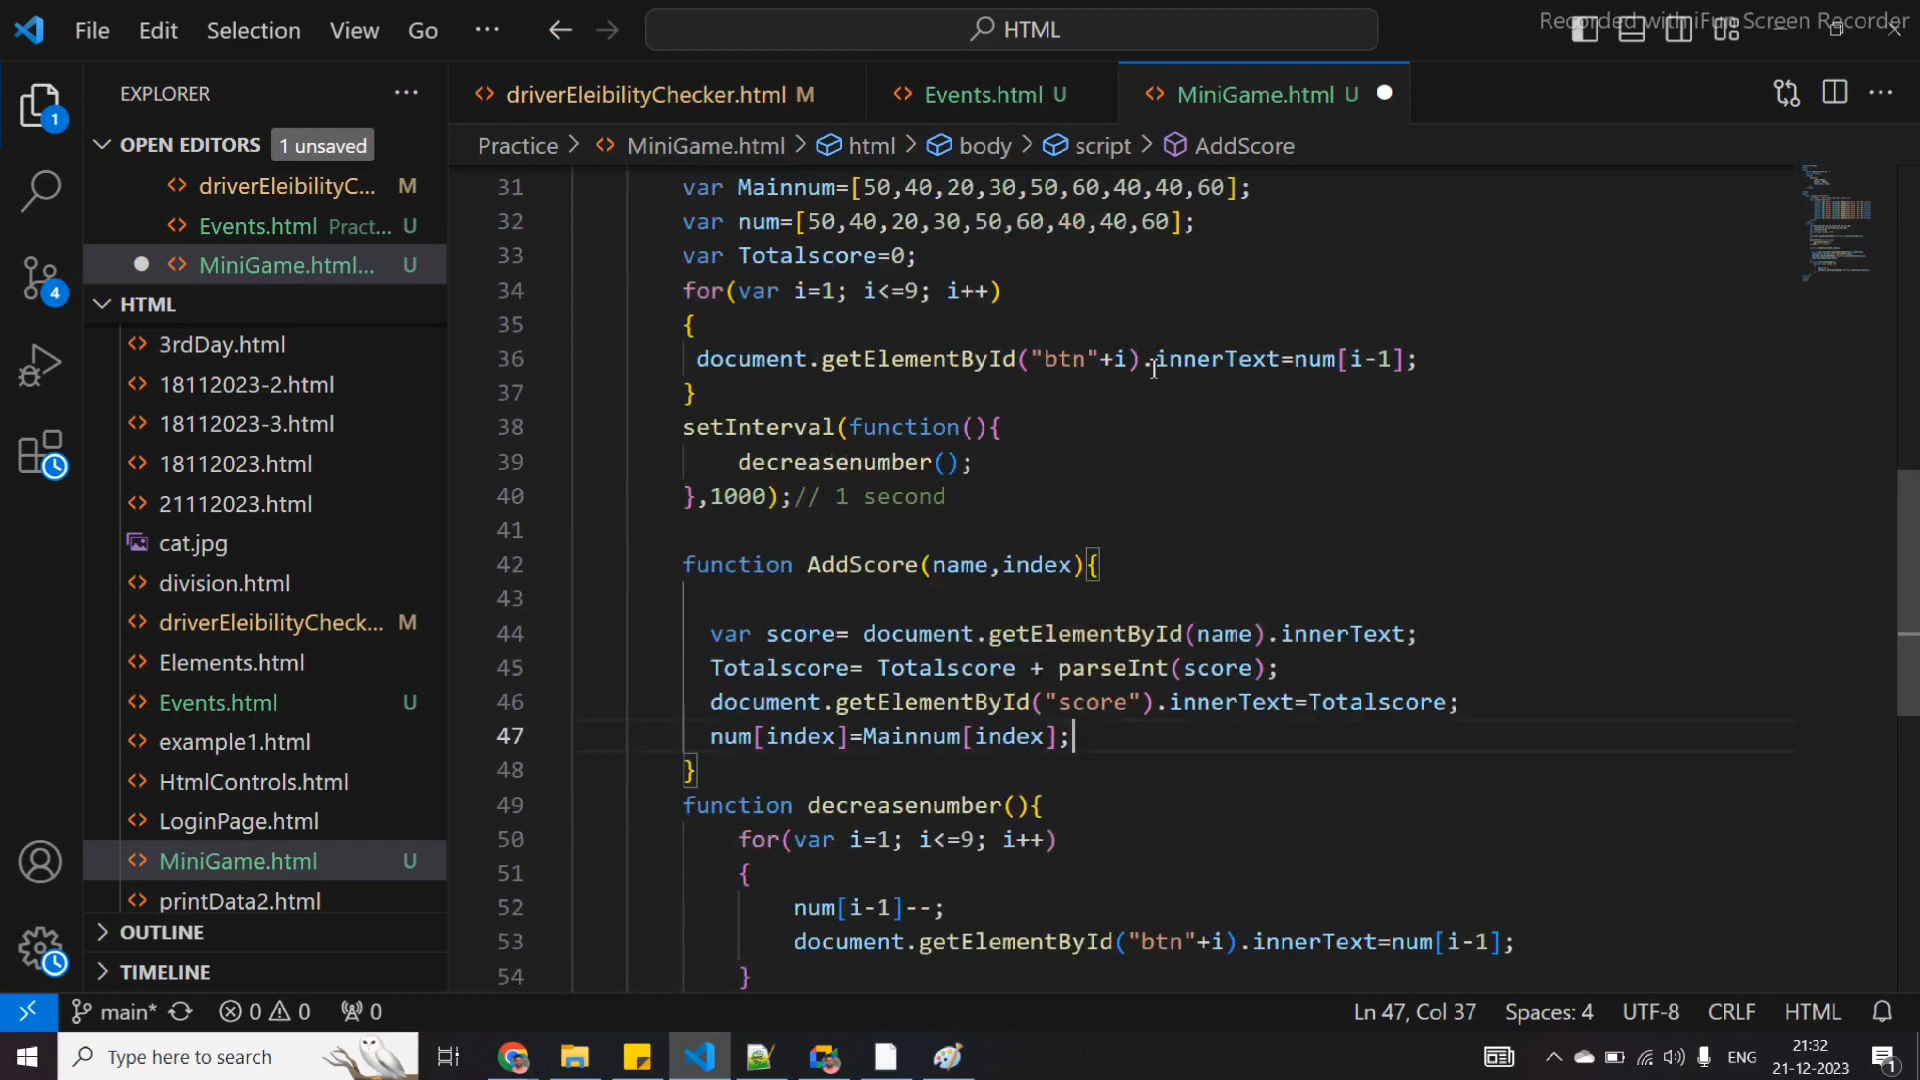 Recorded with iFun Screen Recorder
File Edit Selection View Go ··· HTML
EXPLORER ···
OPEN EDITORS 1 unsaved
driverEleibilityC... M
Events.html Pract... U
MiniGame.html... U
HTML
3rdDay.html
18112023-2.html
18112023-3.html
18112023.html
21112023.html
cat.jpg
division.html
driverEleibilityCheck... M
Elements.html
Events.html U
example1.html
HtmlControls.html
LoginPage.html
MiniGame.html U
printData2.html
OUTLINE
TIMELINE
1
4
driverEleibilityChecker.html M Events.html U MiniGame.html U
Practice > MiniGame.html > html > body > script > AddScore
31 var Mainnum=[50,40,20,30,50,60,40,40,60];
32 var num=[50,40,20,30,50,60,40,40,60];
33 var Totalscore=0;
34 for(var i=1; i<=9; i++)
35 {
36 document.getElementById("btn"+i).innerText=num[i-1];
37 }
38 setInterval(function(){
39 decreasenumber();
40 },1000);// 1 second
41
42 function AddScore(name,index){
43
44 var score= document.getElementById(name).innerText;
45 Totalscore= Totalscore + parseInt(score);
46 document.getElementById("score").innerText=Totalscore;
47 num[index]=Mainnum[index];
48 }
49 function decreasenumber(){
50 for(var i=1; i<=9; i++)
51 {
52 num[i-1]--;
53 document.getElementById("btn"+i).innerText=num[i-1];
54 }
main* 0 0 0 Ln 47, Col 37 Spaces: 4 UTF-8 CRLF HTML
Type here to search ENG 21:32
21-12-2023 1